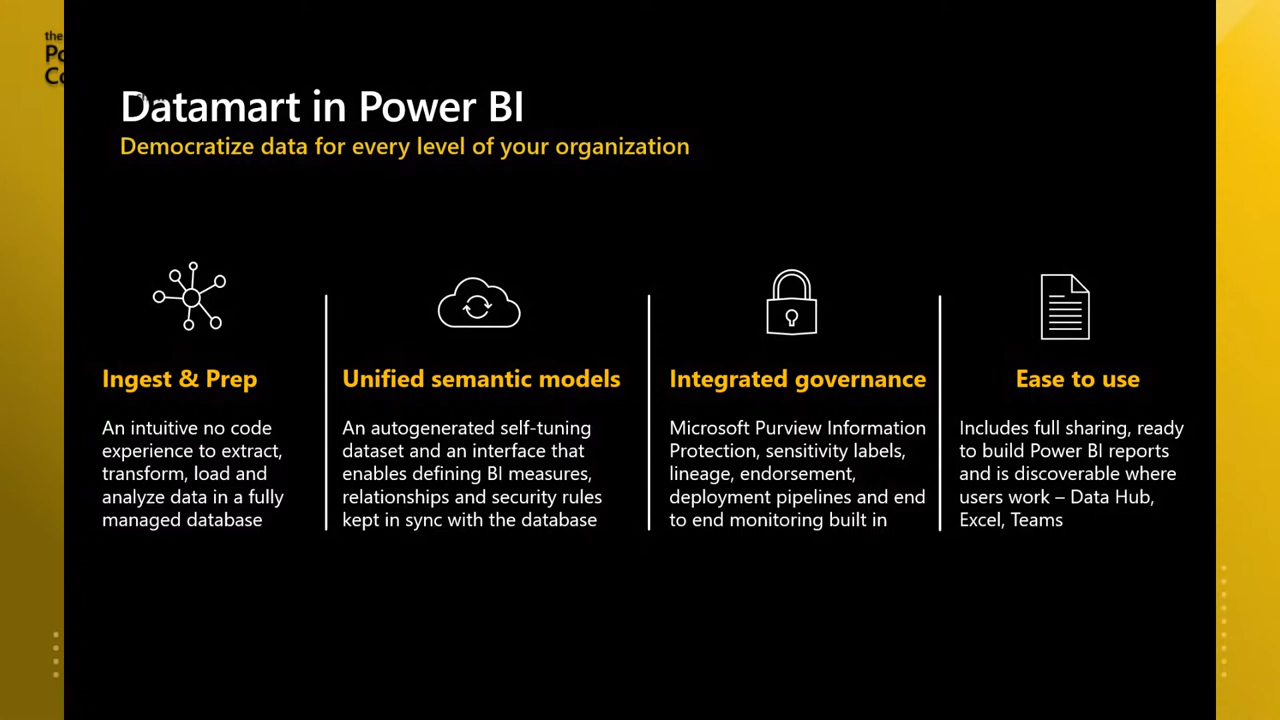 the
Datamart in Power BI
Democratize data for every level of your organization
Ingest & Prep
An intuitive no code
experience to extract,
transform, load and
analyze data in a fully
managed database
Unified semantic models
An autogenerated self-tuning
dataset and an interface that
enables defining BI measures,
relationships and security rules
kept in sync with the database
Integrated governance
Microsoft Purview Information
Protection, sensitivity labels,
lineage, endorsement,
deployment pipelines and end
to end monitoring built in
Ease to use
Includes full sharing, ready
to build Power BI reports
and is discoverable where
users work – Data Hub,
Excel, Teams